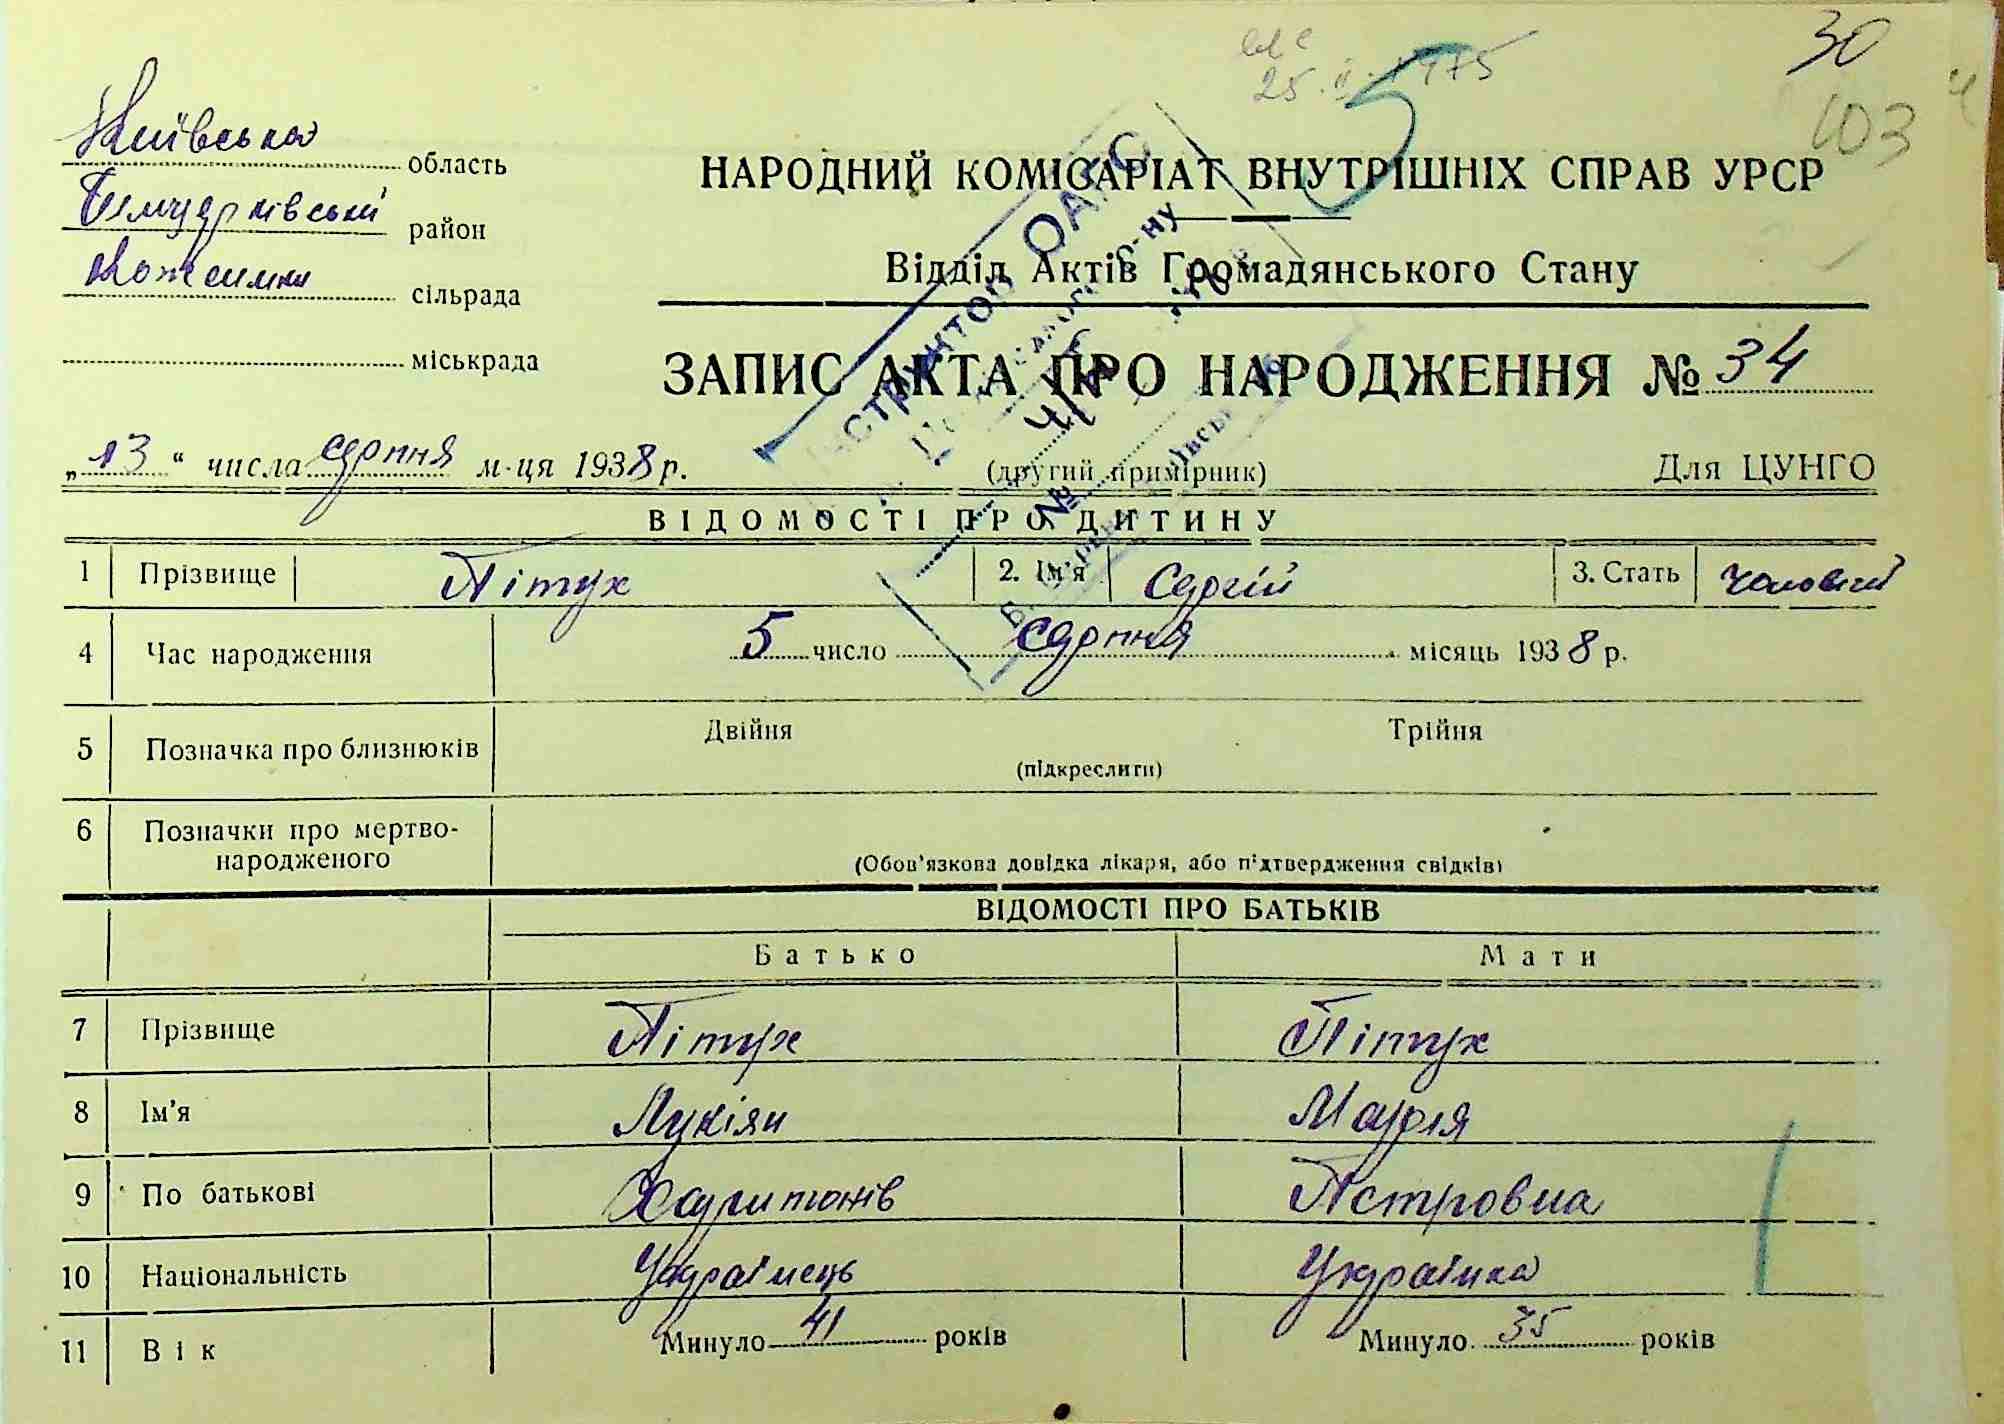 30
103
25.II.1975
5
Київська область
район
сільрада
міськрада
НАРОДНИЙ КОМІСАРІАТ ВНУТРІШНІХ СПРАВ УРСР
Відділ Актів Громадянського Стану
ЗАПИС АКТА ПРО НАРОДЖЕННЯ № 34
„13“ числа серпня м-ця 1938 р.
(другий примірник)
Для ЦУНГО
ВІДОМОСТІ ПРО ДИТИНУ
1 Прізвище Пітух 2. Ім'я Сергій 3. Стать чоловіч
4 Час народження 5 число серпня місяць 1938 р.
5 Позначка про близнюків Двійня Трійня
(підкреслити)
6 Позначки про мертво-
народженого
(Обов'язкова довідка лікаря, або підтвердження свідків)
ВІДОМОСТІ ПРО БАТЬКІВ
Батько Мати
7 Прізвище Пітух Пітух
8 Ім'я Лукіян Марія
9 По батькові Харитонів Петровна
10 Національність Українець Українка
11 Вік Минуло 41 років Минуло 35 років